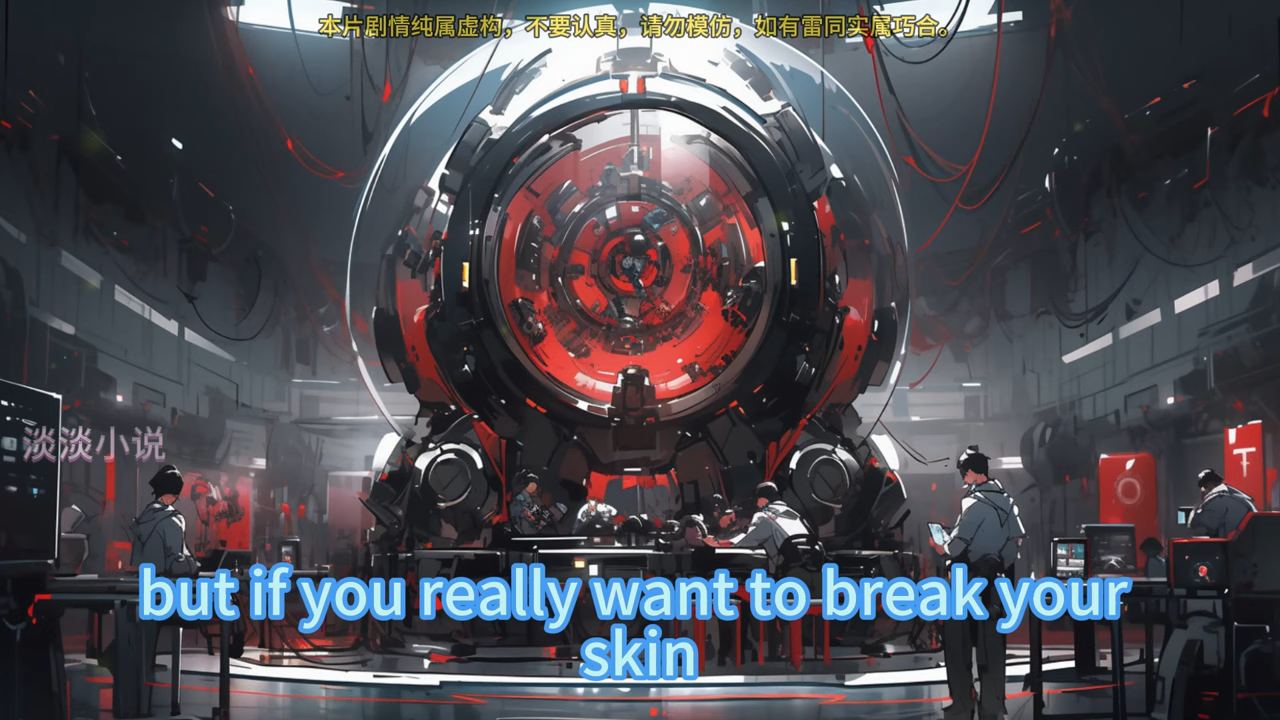 本片剧情纯属虚构，不要认真，请勿模仿，如有雷同实属巧合。
淡淡小说
but if you really want to break your
skin